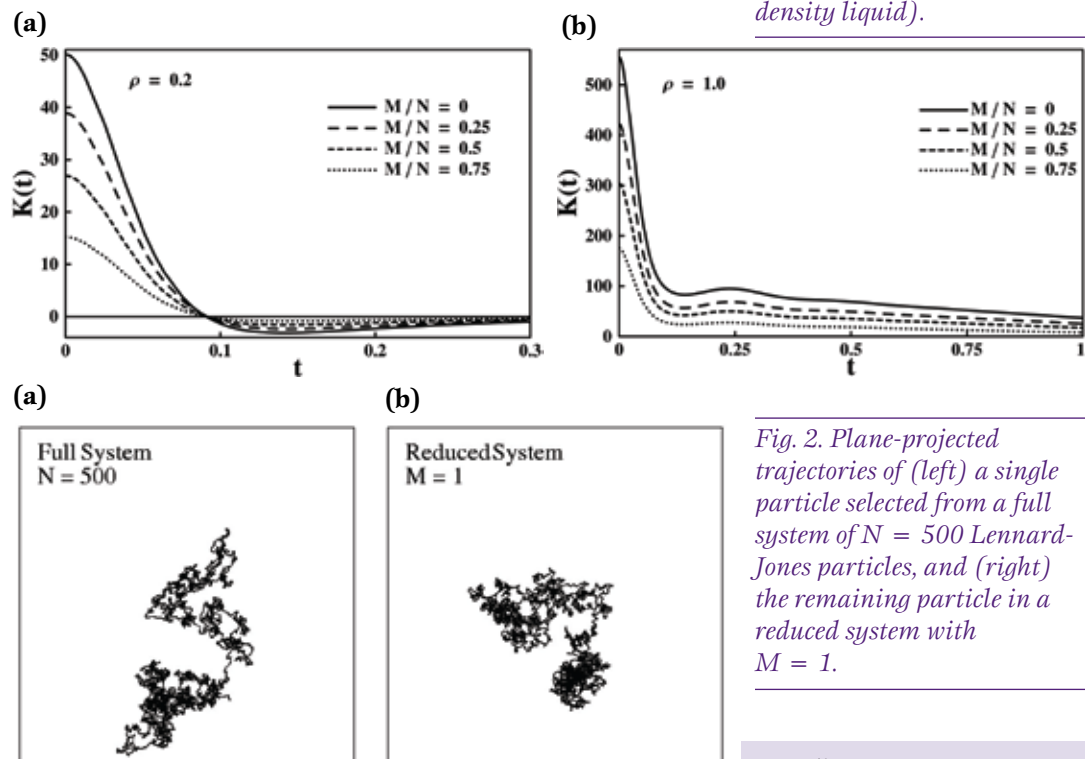 density liquid).
(a)
50
40
30
20
10
0
K(t)
ρ = 0.2
M / N = 0
M / N = 0.25
M / N = 0.5
M / N = 0.75
0
0.1
0.2
0.3
t
(b)
500
400
300
200
100
0
K(t)
ρ = 1.0
M / N = 0
M / N = 0.25
M / N = 0.5
M / N = 0.75
0
0.25
0.5
0.75
1
t
(a)
Full System
N = 500
(b)
ReducedSystem
M = 1
Fig. 2. Plane-projected
trajectories of (left) a single
particle selected from a full
system of N = 500 Lennard-
Jones particles, and (right)
the remaining particle in a
reduced system with
M = 1.